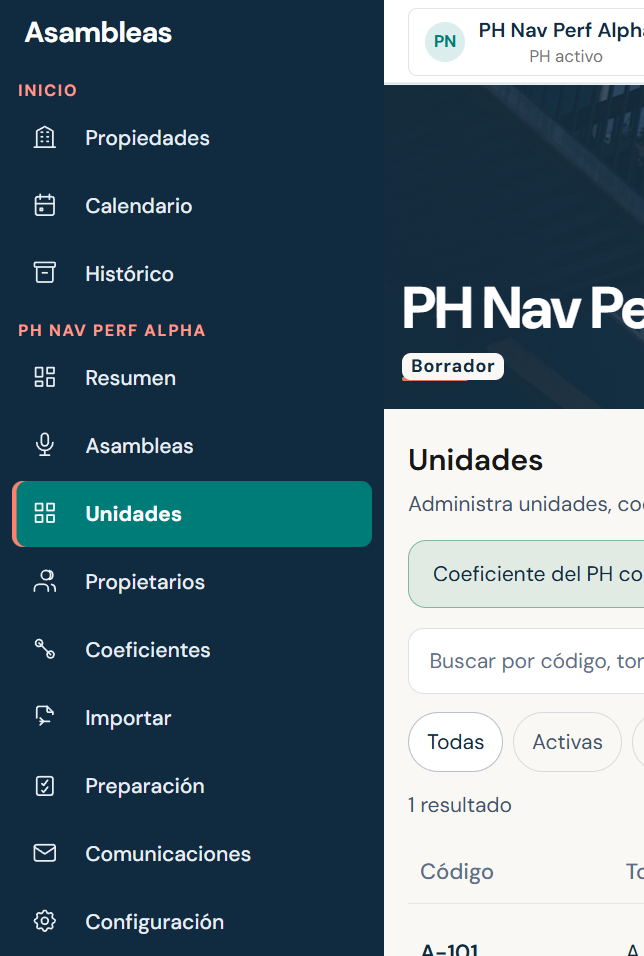 Asambleas
INICIO
Propiedades
Calendario
Histórico
PH NAV PERF ALPHA
Resumen
Asambleas
Unidades
Propietarios
Coeficientes
Importar
Preparación
Comunicaciones
Configuración
PN
PH Nav Perf Alpha
PH activo
PH Nav Pe
Borrador
Unidades
Administra unidades, co
Coeficiente del PH co
Buscar por código, tor
Todas
Activas
1 resultado
Código To
A-101 A